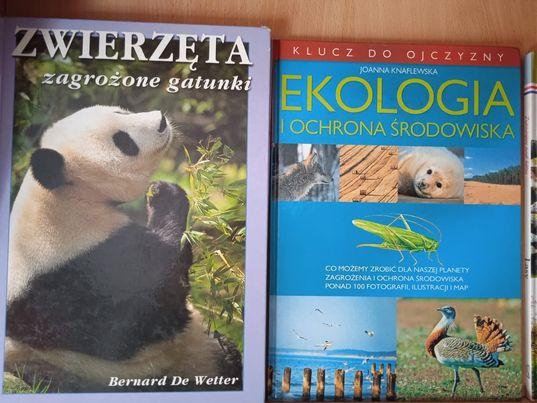 ZWIERZĘTA
zagrożone gatunki
Bernard De Wetter
KLUCZ DO OJCZYZNY
JOANNA KNAFLEWSKA
EKOLOGIA
I OCHRONA ŚRODOWISKA
CO MOŻEMY ZROBIĆ DLA NASZEJ PLANETY
ZAGROŻENIA I OCHRONA ŚRODOWISKA
PONAD 100 FOTOGRAFII, ILUSTRACJI I MAP